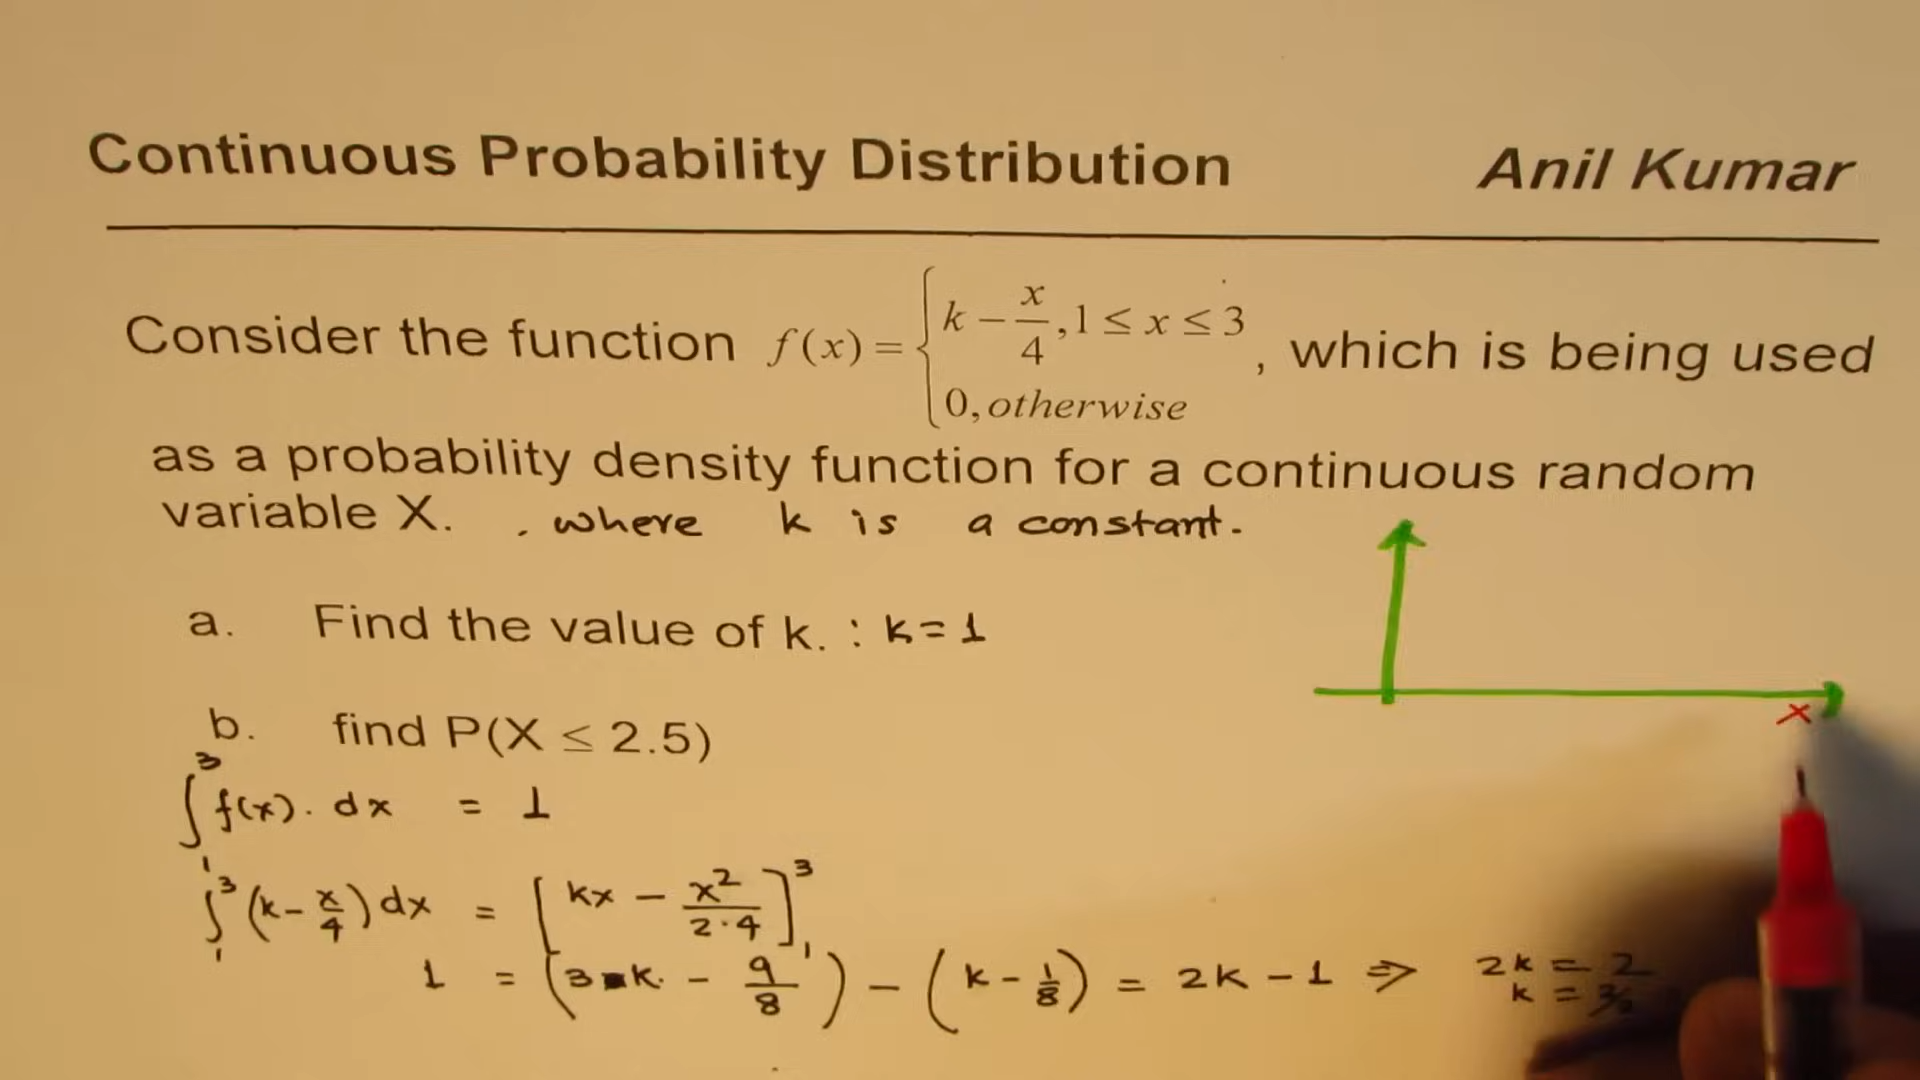 Continuous Probability Distribution Anil Kumar
Consider the function f(x) = { k − x/4, 1 ≤ x ≤ 3 , which is being used
0, otherwise
as a probability density function for a continuous random
variable X. , where k is a constant.
a. Find the value of k. : k = 1
b. find P(X ≤ 2.5)
∫₁³ f(x). dx = 1
x
∫₁³ (k − x/4) dx = [kx − x²/2·4]₁³
1 = (3·k. − 9/8) − (k − 1/8) = 2k − 1 ⇒ 2k = 2
k =